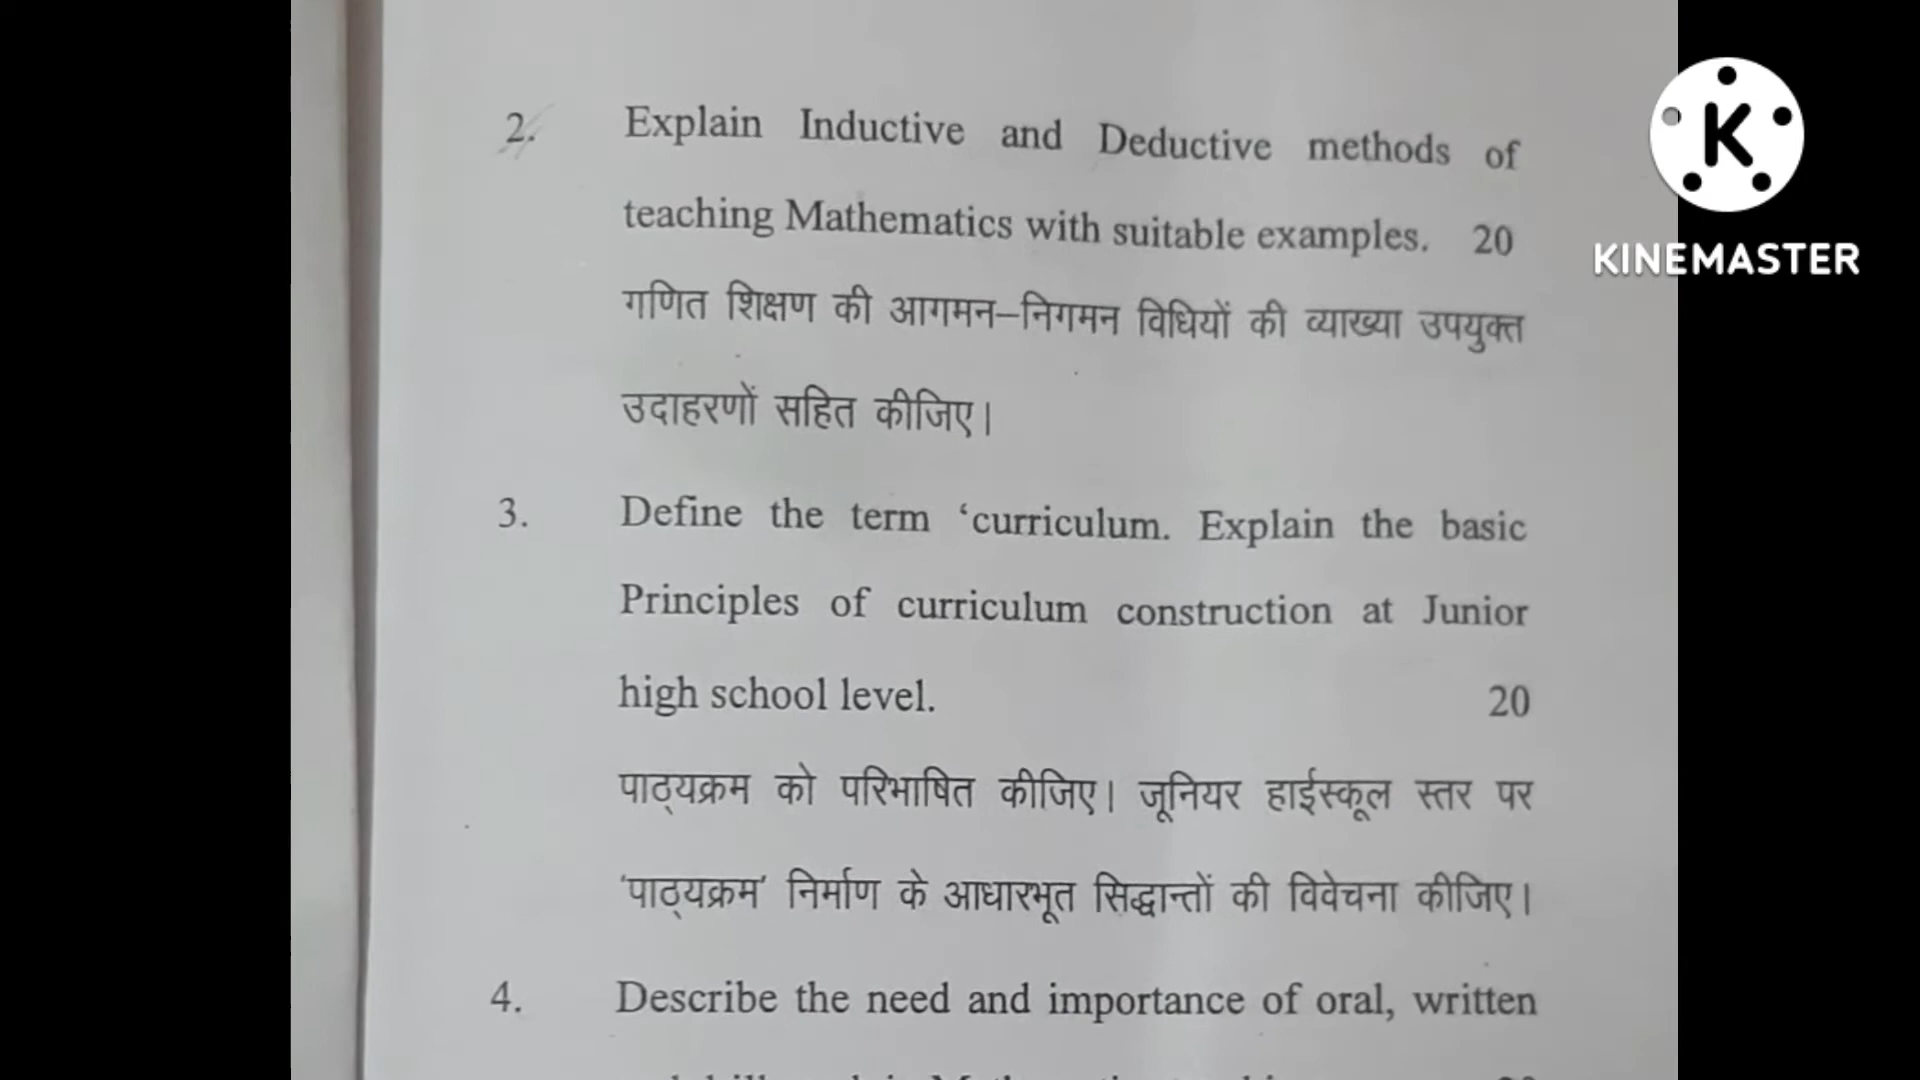 2. Explain Inductive and Deductive methods of
teaching Mathematics with suitable examples. 20
गणित शिक्षण की आगमन–निगमन विधियों की व्याख्या उपयुक्त
उदाहरणों सहित कीजिए।
3. Define the term ‘curriculum. Explain the basic
Principles of curriculum construction at Junior
high school level. 20
पाठ्यक्रम को परिभाषित कीजिए। जूनियर हाईस्कूल स्तर पर
‘पाठ्यक्रम’ निर्माण के आधारभूत सिद्धान्तों की विवेचना कीजिए।
4. Describe the need and importance of oral, written
K
KINEMASTER